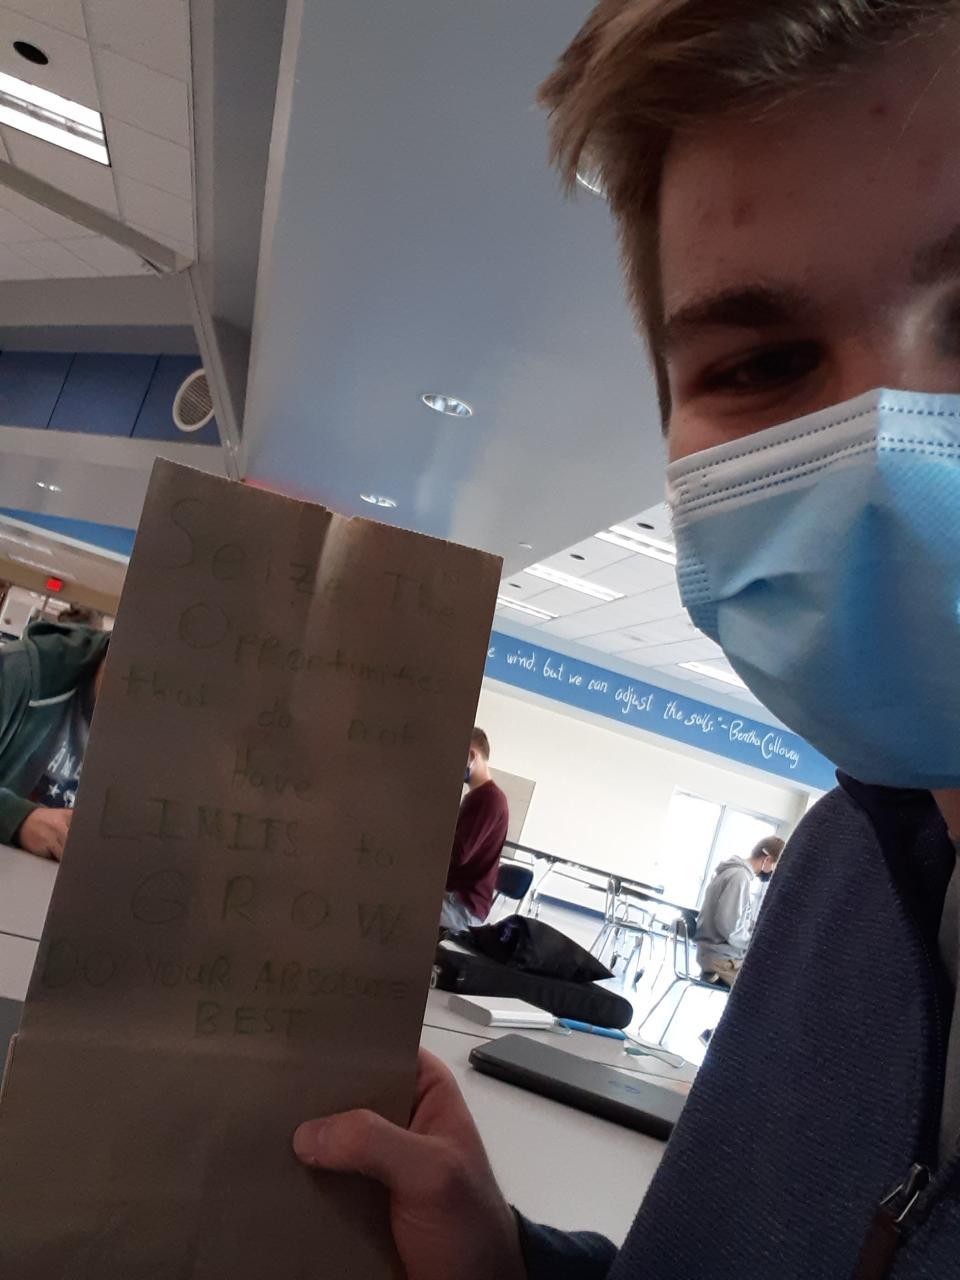 Seize The
Opportunities
that do not
Have
LIMITS to
GROW
DO YOUR ABSOLUTE
BEST
e wind, but we can adjust the sails." - Bertha Calloway